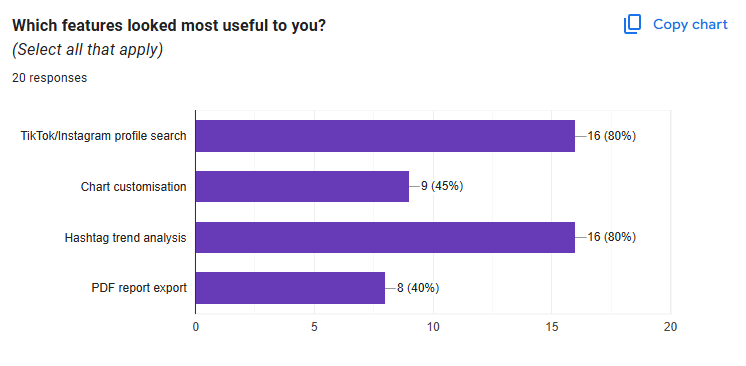 Which features looked most useful to you?
Copy chart
(Select all that apply)
20 responses
TikTok/Instagram profile search
16 (80%)
Chart customisation
9 (45%)
Hashtag trend analysis
16 (80%)
PDF report export
8 (40%)
0 5 10 15 20